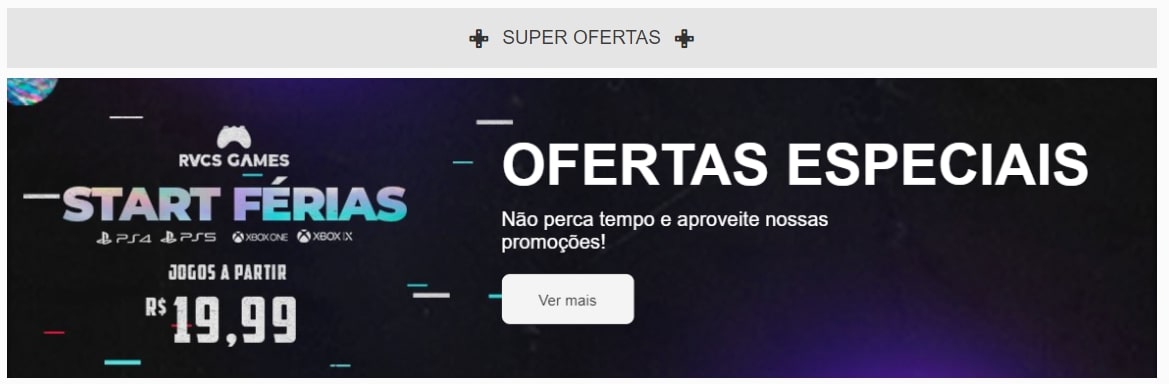 SUPER OFERTAS
RVCS GAMES
START FÉRIAS
PS4 PS5 XBOX ONE XBOX X|S
JOGOS A PARTIR
R$ 19,99
OFERTAS ESPECIAIS
Não perca tempo e aproveite nossas
promoções!
Ver mais